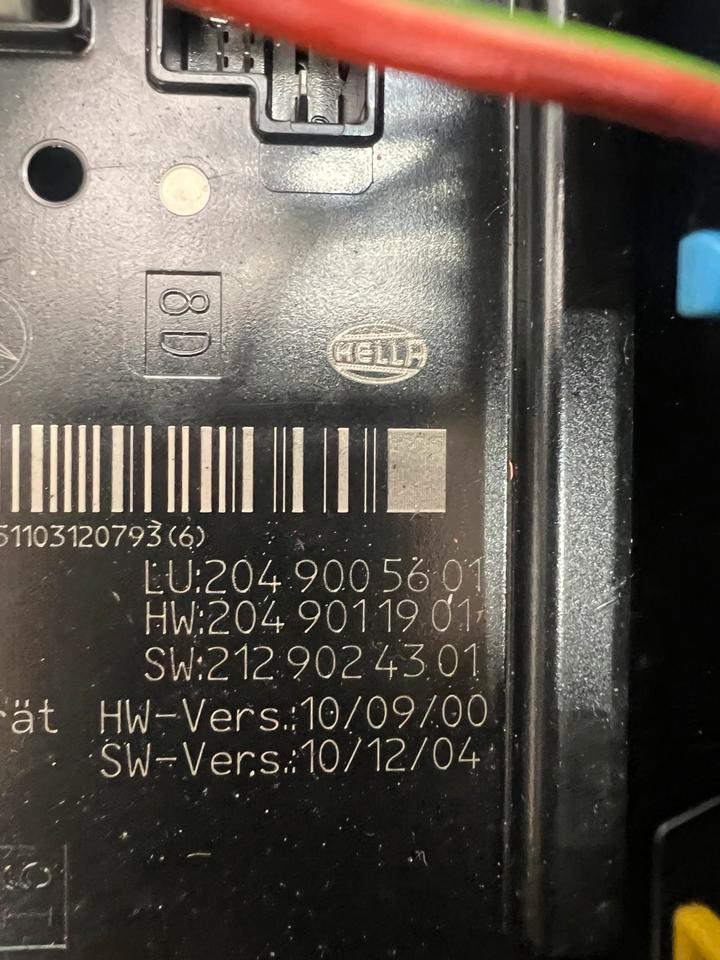 8D
HELLA
51103120793(6)
LU:204 900 56 01
HW:204 901 19 01
SW:212 902 43 01
rät HW-Vers.:10/09/00
SW-Vers.:10/12/04